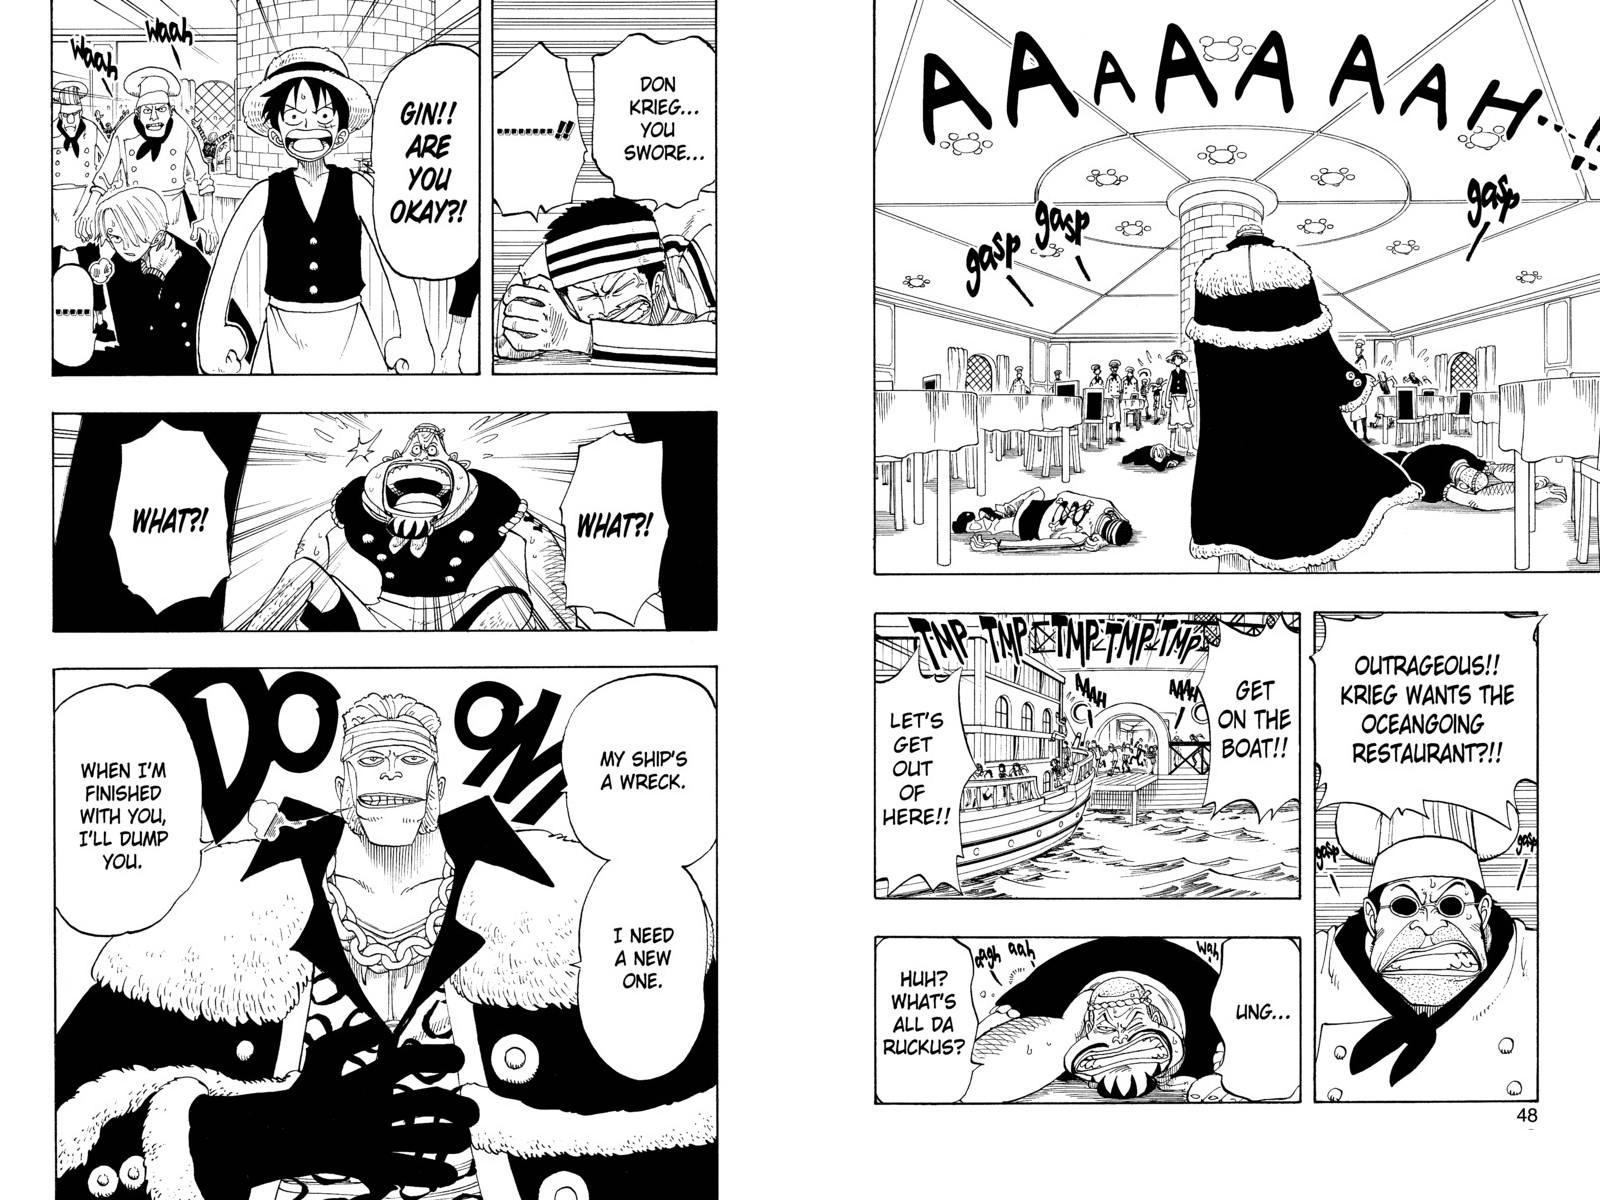 AAAAAAAAH...!!
gasp
gasp
gasp
OUTRAGEOUS!!
KRIEG WANTS THE
OCEANGOING
RESTAURANT?!!
gasp
gasp
TMP TMP TMP TMP TMP
GET
ON THE
BOAT!!
AAAH
AAAH
LET'S
GET
OUT
OF
HERE!!
UNG...
Wah
aah
aagh
HUH?
WHAT'S
ALL DA
RUCKUS?
48
DON
KRIEG...
YOU
SWORE...
.........!!
GIN!!
ARE
YOU
OKAY?!
Waah
Waah
........
WHAT?!
WHAT?!
DOOM
MY SHIP'S
A WRECK.
I NEED
A NEW
ONE.
WHEN I'M
FINISHED
WITH YOU,
I'LL DUMP
YOU.